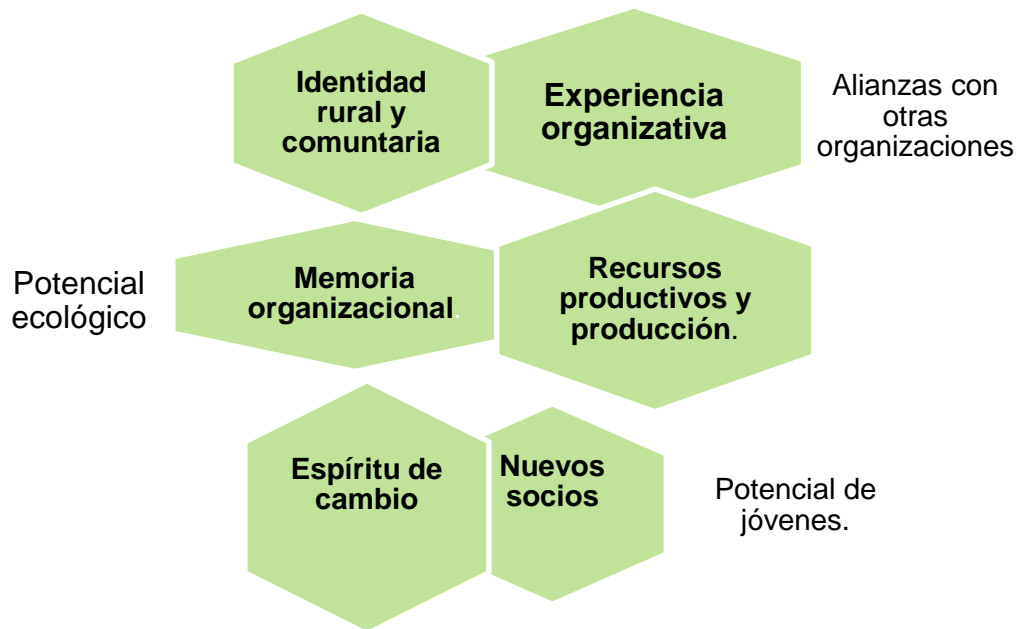 Identidad
rural y
comuntaria
Experiencia
organizativa
Alianzas con
otras
organizaciones
Potencial
ecológico
Memoria
organizacional.
Recursos
productivos y
producción.
Espíritu de
cambio
Nuevos
socios
Potencial de
jóvenes.